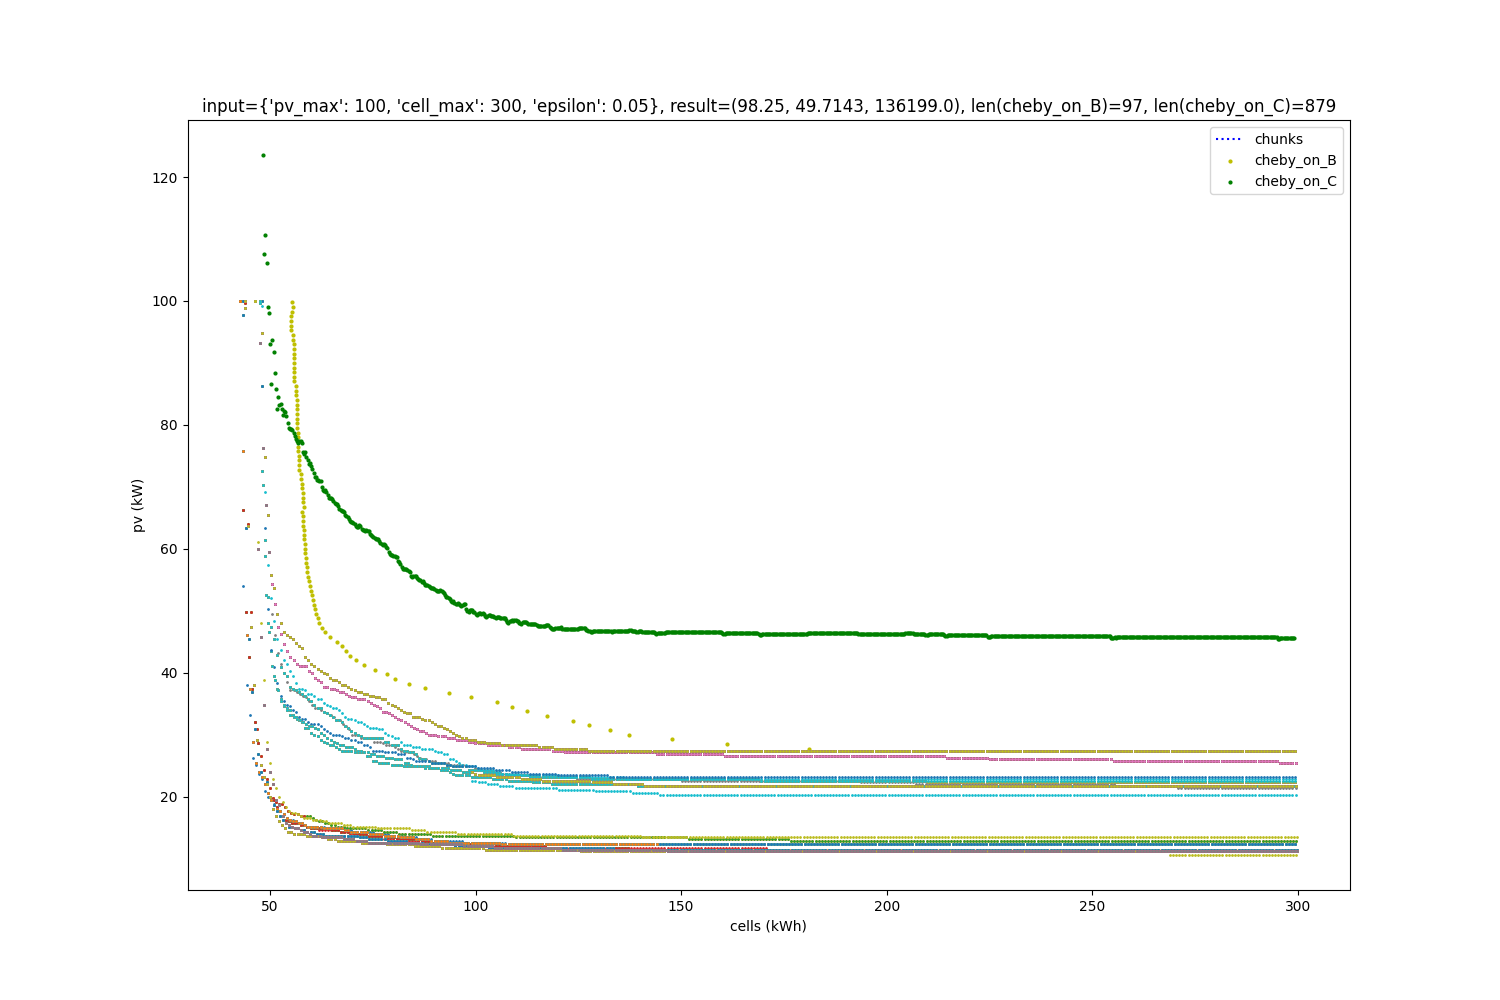 input={'pv_max': 100, 'cell_max': 300, 'epsilon': 0.05}, result=(98.25, 49.7143, 136199.0), len(cheby_on_B)=97, len(cheby_on_C)=879
chunks
cheby_on_B
cheby_on_C
120
100
80
60
40
20
pv (kW)
50 100 150 200 250 300
cells (kWh)